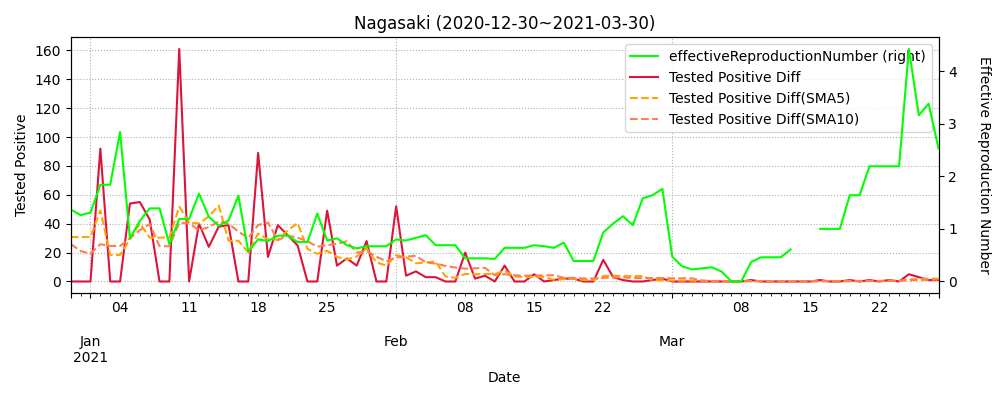 Nagasaki (2020-12-30~2021-03-30)
effectiveReproductionNumber (right)
Tested Positive Diff
Tested Positive Diff(SMA5)
Tested Positive Diff(SMA10)
Tested Positive
160
140
120
100
80
60
40
20
0
Effective Reproduction Number
4
3
2
1
0
04 11 18 25 08 15 22 08 15 22
Jan Feb Mar
2021
Date